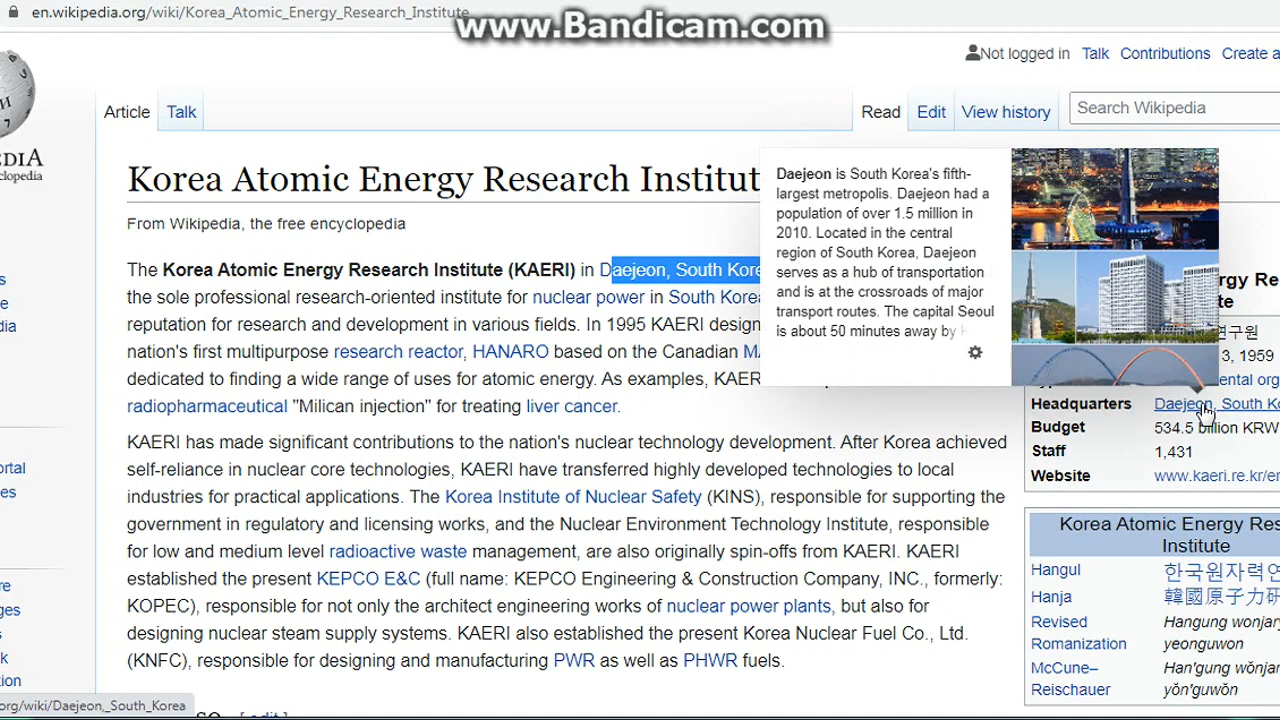 en.wikipedia.org/wiki/Korea_Atomic_Energy_Research_Institute
www.Bandicam.com
Not logged in Talk Contributions Create a
Article Talk Read Edit View history Search Wikipedia
Korea Atomic Energy Research Institut
From Wikipedia, the free encyclopedia
The Korea Atomic Energy Research Institute (KAERI) in Daejeon, South Kore
the sole professional research-oriented institute for nuclear power in South Korea
reputation for research and development in various fields. In 1995 KAERI desig
nation's first multipurpose research reactor, HANARO based on the Canadian
dedicated to finding a wide range of uses for atomic energy. As examples, KAER
radiopharmaceutical "Milican injection" for treating liver cancer.
KAERI has made significant contributions to the nation's nuclear technology development. After Korea achieved
self-reliance in nuclear core technologies, KAERI have transferred highly developed technologies to local
industries for practical applications. The Korea Institute of Nuclear Safety (KINS), responsible for supporting the
government in regulatory and licensing works, and the Nuclear Environment Technology Institute, responsible
for low and medium level radioactive waste management, are also originally spin-offs from KAERI. KAERI
established the present KEPCO E&C (full name: KEPCO Engineering & Construction Company, INC., formerly:
KOPEC), responsible for not only the architect engineering works of nuclear power plants, but also for
designing nuclear steam supply systems. KAERI also established the present Korea Nuclear Fuel Co., Ltd.
(KNFC), responsible for designing and manufacturing PWR as well as PHWR fuels.
Daejeon is South Korea's fifth-
largest metropolis. Daejeon had a
population of over 1.5 million in
2010. Located in the central
region of South Korea, Daejeon
serves as a hub of transportation
and is at the crossroads of major
transport routes. The capital Seoul
is about 50 minutes away by
연구원
3, 1959
ental org
Headquarters Daejeon, South Ko
Budget 534.5 billion KRW
Staff 1,431
Website www.kaeri.re.kr/en
Korea Atomic Energy Res
Institute
Hangul 한국원자력연
Hanja 韓國原子力研
Revised Hangug wonjary
Romanization yeonguwon
McCune– Han'gung wŏnja
Reischauer yŏn'guwŏn
org/wiki/Daejeon,_South_Korea